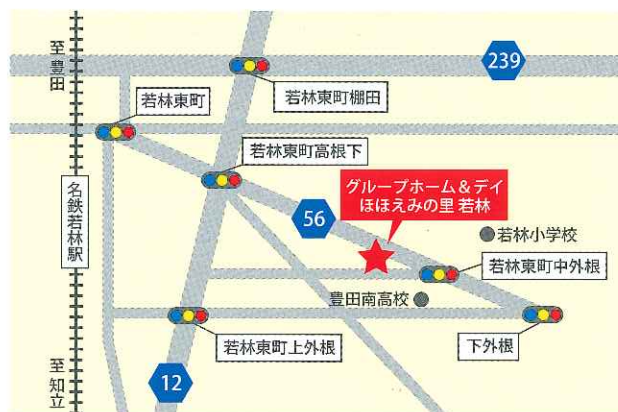 至豊田
239
若林東町
若林東町棚田
若林東町高根下
名鉄若林駅
56
グループホーム&デイ
ほほえみの里 若林
若林小学校
若林東町中外根
豊田南高校
若林東町上外根
下外根
12
至知立